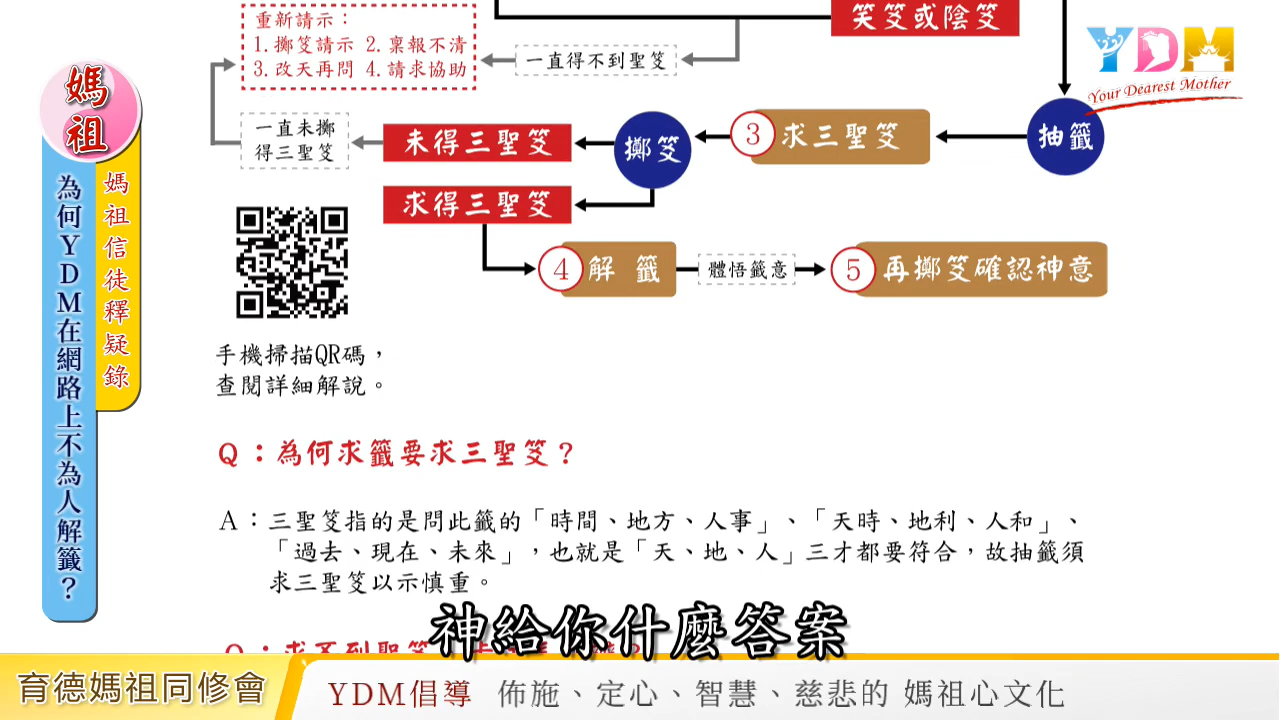 重新請示：
1.擲筊請示 2.稟報不清
3.改天再問 4.請求協助
一直得不到聖筊
笑筊或陰筊
YDM
Your Dearest Mother
媽祖
媽祖信徒釋疑錄
為何YDM在網路上不為人解籤？
一直未擲
得三聖筊
未得三聖筊
擲筊
3 求三聖筊
抽籤
求得三聖筊
4 解 籤
體悟籤意
5 再擲筊確認神意
手機掃描QR碼，
查閱詳細解說。
Q：為何求籤要求三聖筊？
A：三聖筊指的是問此籤的「時間、地方、人事」、「天時、地利、人和」、
「過去、現在、未來」，也就是「天、地、人」三才都要符合，故抽籤須
求三聖筊以示慎重。
神給你什麼答案
育德媽祖同修會
YDM倡導 佈施、定心、智慧、慈悲的 媽祖心文化